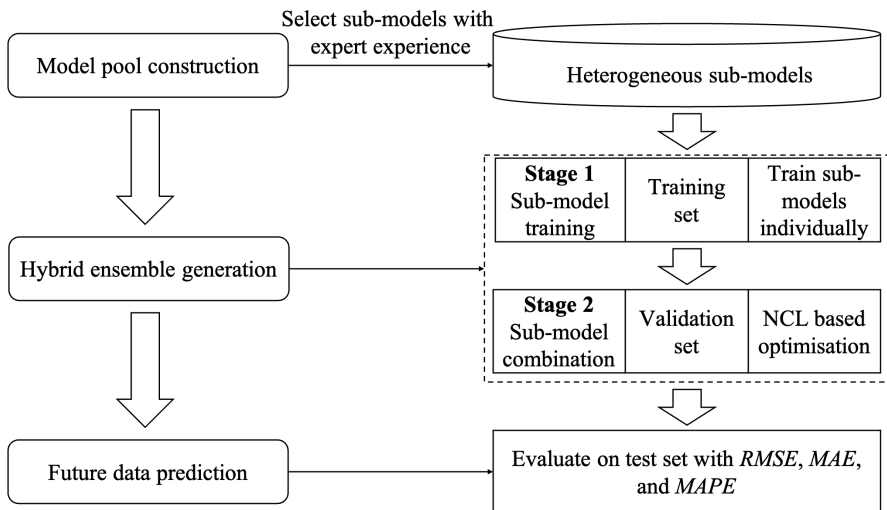 Select sub-models with
expert experience
Model pool construction
Heterogeneous sub-models
Stage 1
Sub-model
training
Training
set
Train sub-
models
individually
Hybrid ensemble generation
Stage 2
Sub-model
combination
Validation
set
NCL based
optimisation
Future data prediction
Evaluate on test set with RMSE, MAE,
and MAPE